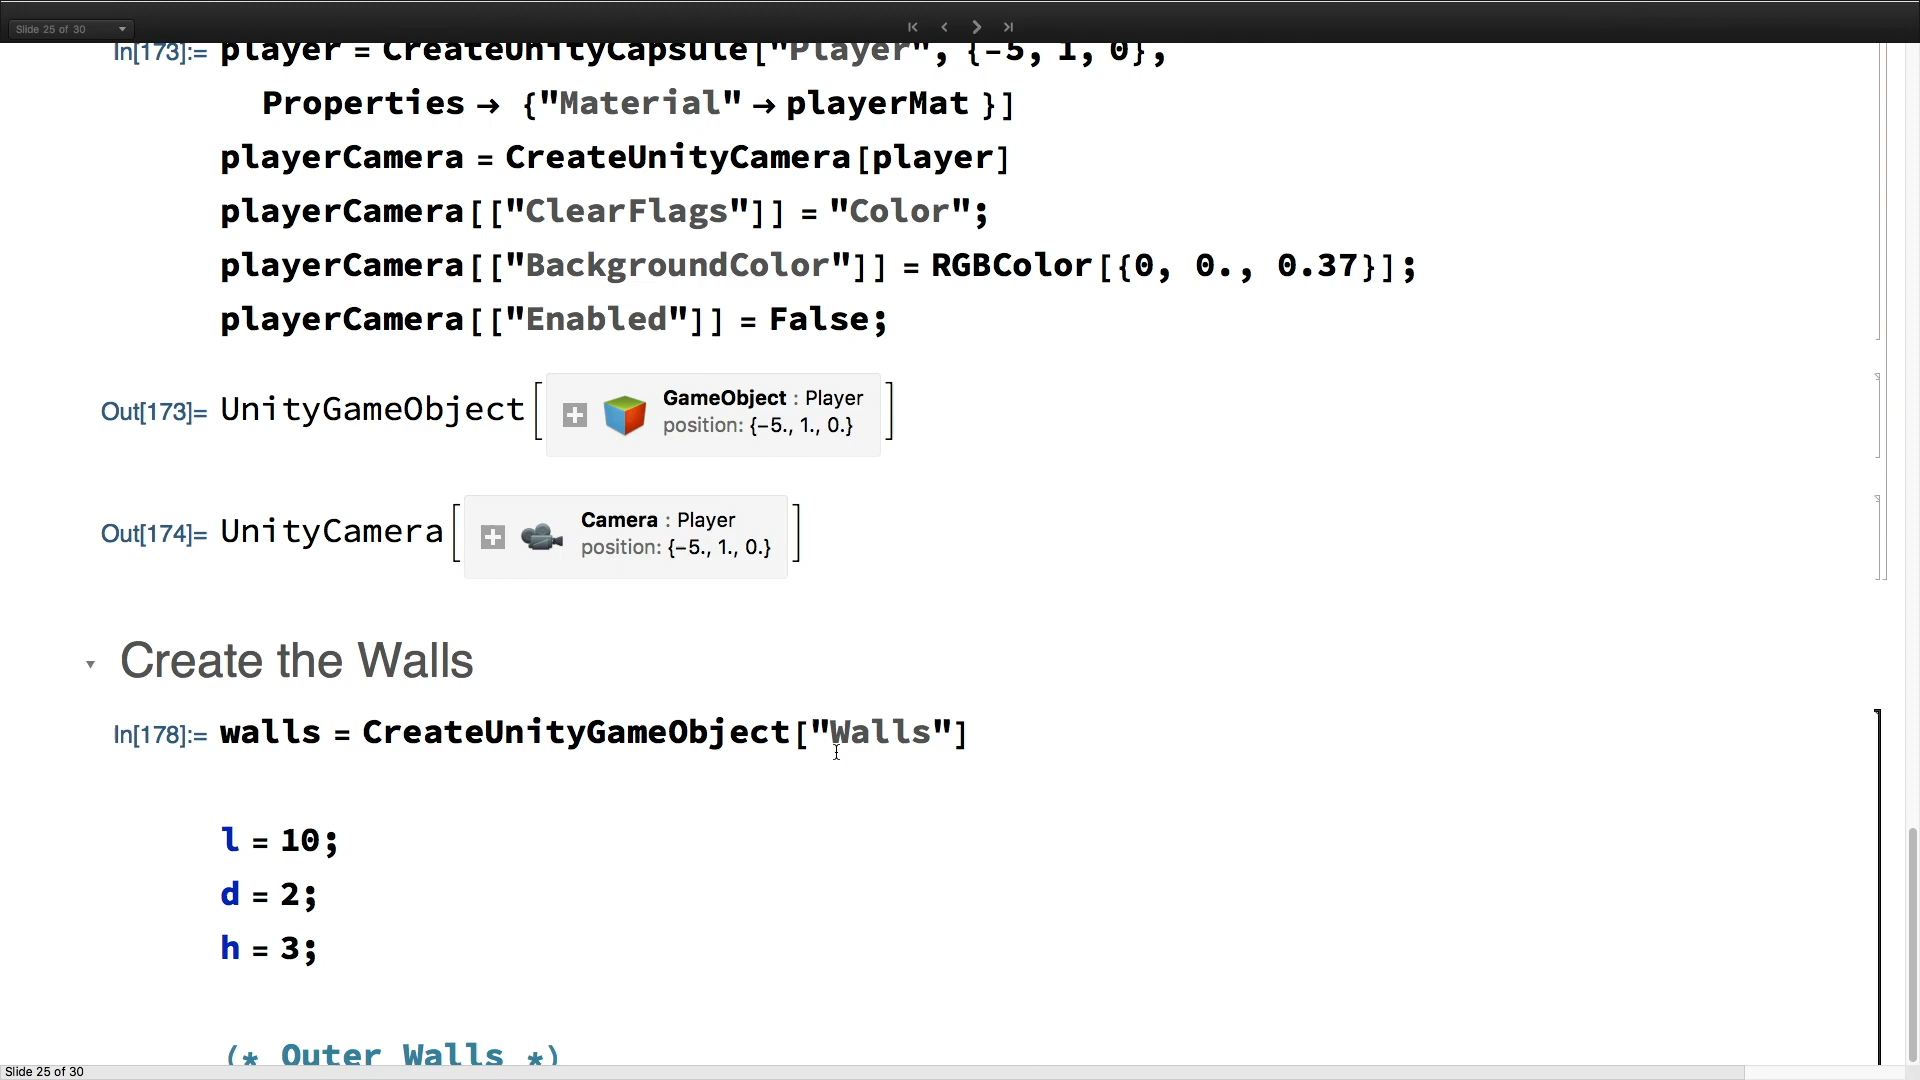 Slide 25 of 30
In[173]:= player = CreateUnityCapsule["Player", {-5, 1, 0},
Properties → {"Material" → playerMat }]
playerCamera = CreateUnityCamera[player]
playerCamera[["ClearFlags"]] = "Color";
playerCamera[["BackgroundColor"]] = RGBColor[{0, 0., 0.37}];
playerCamera[["Enabled"]] = False;
Out[173]= UnityGameObject[ GameObject : Player
position: {-5., 1., 0.} ]
Out[174]= UnityCamera[ Camera : Player
position: {-5., 1., 0.} ]
Create the Walls
In[178]:= walls = CreateUnityGameObject["Walls"]
l = 10;
d = 2;
h = 3;
(* Outer Walls *)
Slide 25 of 30